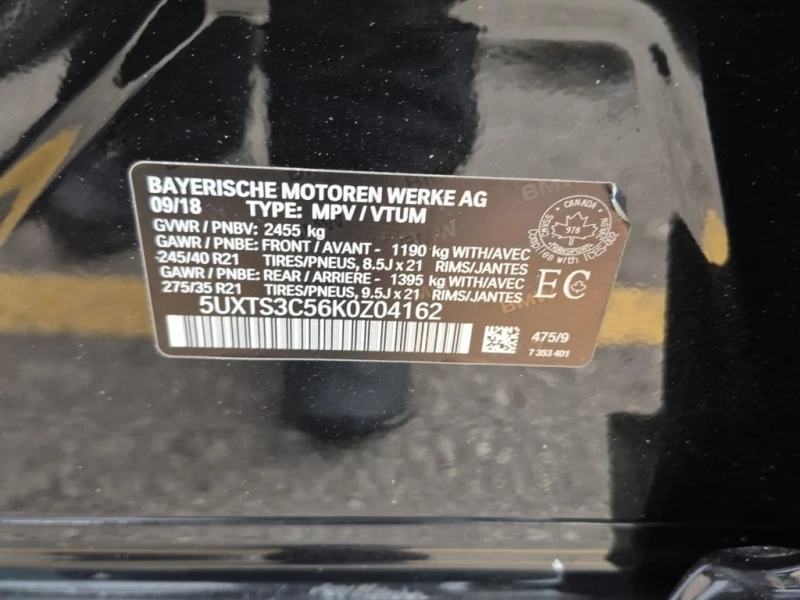 BAYERISCHE MOTOREN WERKE AG
09/18 TYPE: MPV / VTUM
GVWR / PNBV: 2455 kg
GAWR / PNBE: FRONT / AVANT - 1190 kg WITH/AVEC
245/40 R21 TIRES/PNEUS, 8.5J x 21 RIMS/JANTES
GAWR / PNBE: REAR / ARRIERE - 1395 kg WITH/AVEC
275/35 R21 TIRES/PNEUS, 9.5J x 21 RIMS/JANTES
5UXTS3C56K0Z04162
CANADA
978
TRANSPORT
EC
475/9
7 353 401